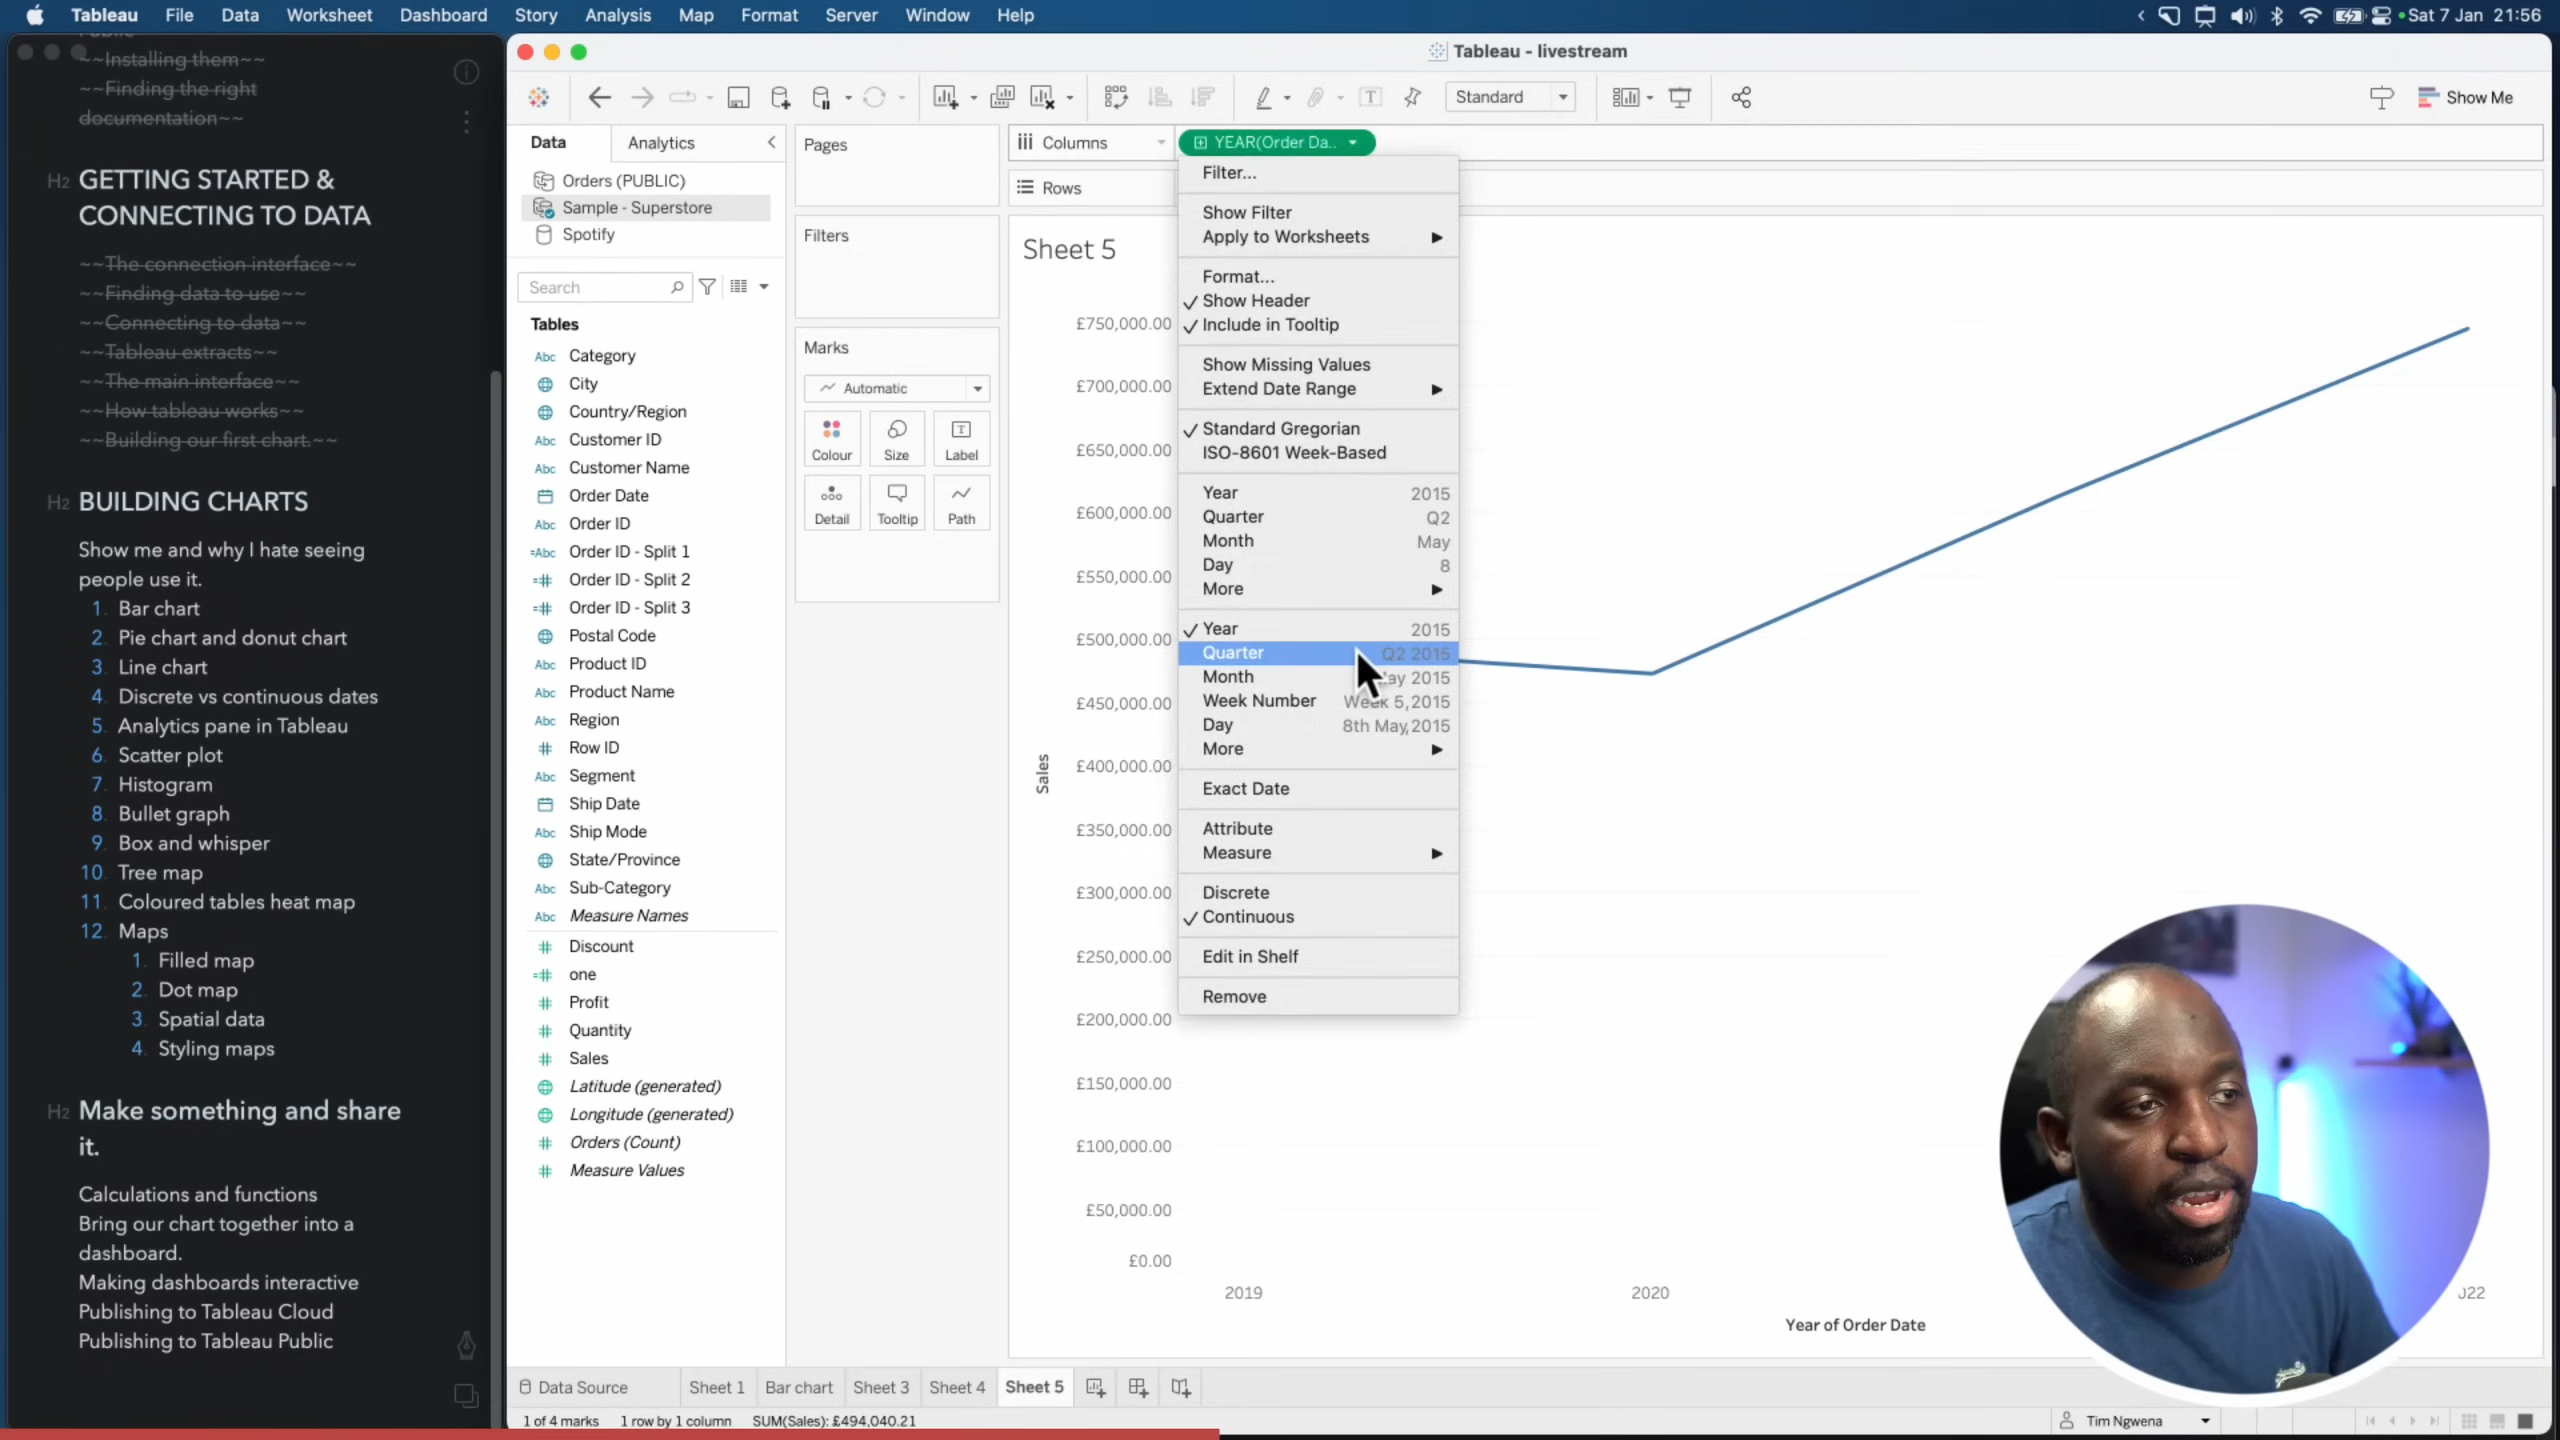 Tableau File Data Worksheet Dashboard Story Analysis Map Format Server Window Help
Sat 7 Jan 21:56
~~Installing them~~
~~Finding the right
documentation~~
H2 GETTING STARTED &
CONNECTING TO DATA
~~The connection interface~~
~~Finding data to use~~
~~Connecting to data~~
~~Tableau extracts~~
~~The main interface~~
~~How tableau works~~
~~Building our first chart.~~
H2 BUILDING CHARTS
Show me and why I hate seeing
people use it.
1. Bar chart
2. Pie chart and donut chart
3. Line chart
4. Discrete vs continuous dates
5. Analytics pane in Tableau
6. Scatter plot
7. Histogram
8. Bullet graph
9. Box and whisper
10. Tree map
11. Coloured tables heat map
12. Maps
1. Filled map
2. Dot map
3. Spatial data
4. Styling maps
H2 Make something and share
it.
Calculations and functions
Bring our chart together into a
dashboard.
Making dashboards interactive
Publishing to Tableau Cloud
Publishing to Tableau Public
Tableau - livestream
Standard
Show Me
Data Analytics
Orders (PUBLIC)
Sample - Superstore
Spotify
Search
Tables
Abc Category
City
Country/Region
Abc Customer ID
Abc Customer Name
Order Date
Abc Order ID
=Abc Order ID - Split 1
=# Order ID - Split 2
=# Order ID - Split 3
Postal Code
Abc Product ID
Abc Product Name
Abc Region
# Row ID
Abc Segment
Ship Date
Abc Ship Mode
State/Province
Abc Sub-Category
Abc Measure Names
# Discount
=# one
# Profit
# Quantity
# Sales
Latitude (generated)
Longitude (generated)
# Orders (Count)
# Measure Values
Pages
Filters
Marks
Automatic
Colour Size Label
Detail Tooltip Path
Columns YEAR(Order Da..
Rows
Sheet 5
£750,000.00
£700,000.00
£650,000.00
£600,000.00
£550,000.00
£500,000.00
£450,000.00
£400,000.00
£350,000.00
£300,000.00
£250,000.00
£200,000.00
£150,000.00
£100,000.00
£50,000.00
£0.00
Sales
2019 2020
Year of Order Date
Filter...
Show Filter
Apply to Worksheets
Format...
Show Header
Include in Tooltip
Show Missing Values
Extend Date Range
Standard Gregorian
ISO-8601 Week-Based
Year 2015
Quarter Q2
Month May
Day 8
More
Year 2015
Quarter Q2 2015
Month ay 2015
Week Number Week 5,2015
Day 8th May,2015
More
Exact Date
Attribute
Measure
Discrete
Continuous
Edit in Shelf
Remove
Data Source Sheet 1 Bar chart Sheet 3 Sheet 4 Sheet 5
1 of 4 marks 1 row by 1 column SUM(Sales): £494,040.21
Tim Ngwena